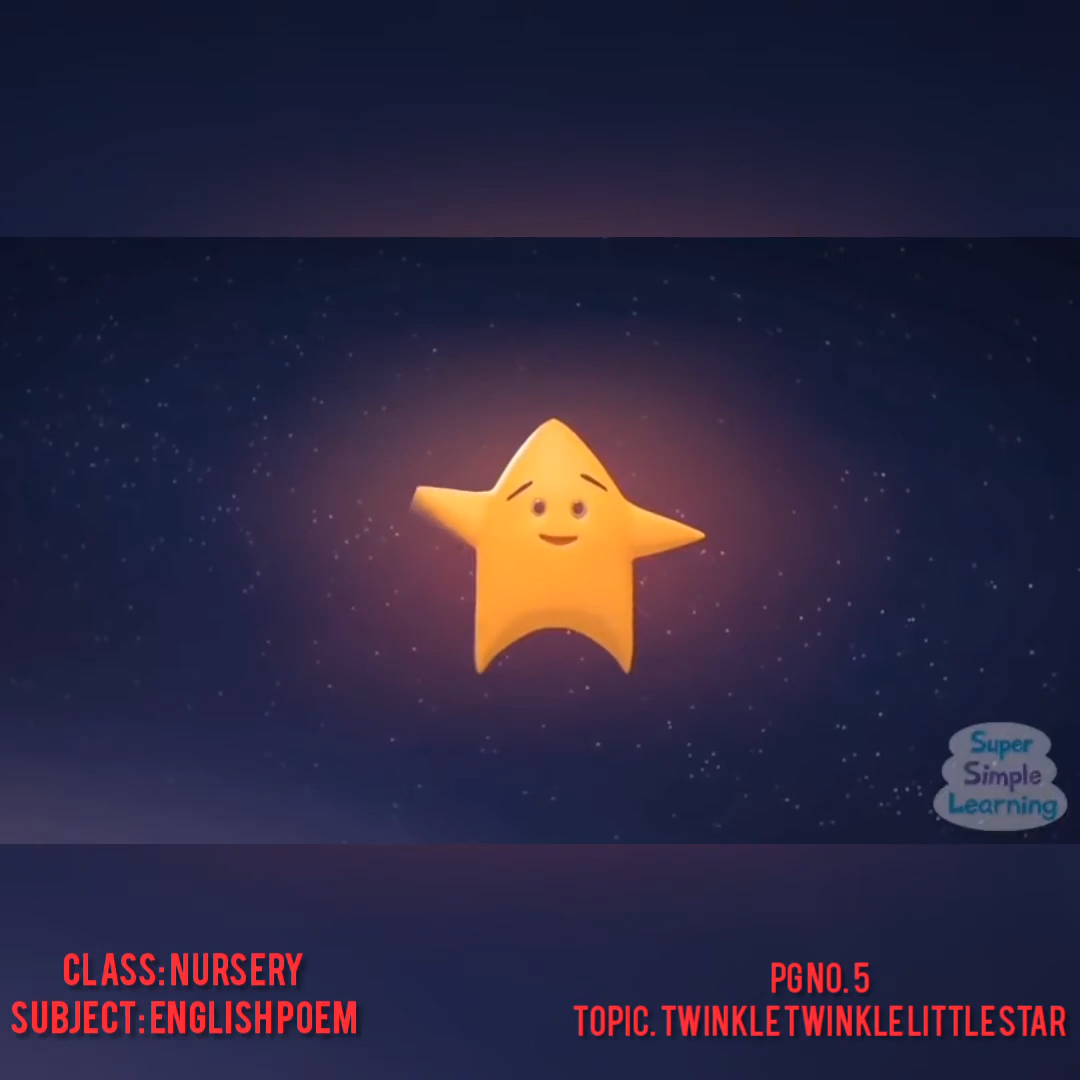 Super
Simple
Learning
CLASS: NURSERY
SUBJECT: ENGLISH POEM
PG NO. 5
TOPIC. TWINKLE TWINKLE LITTLE STAR